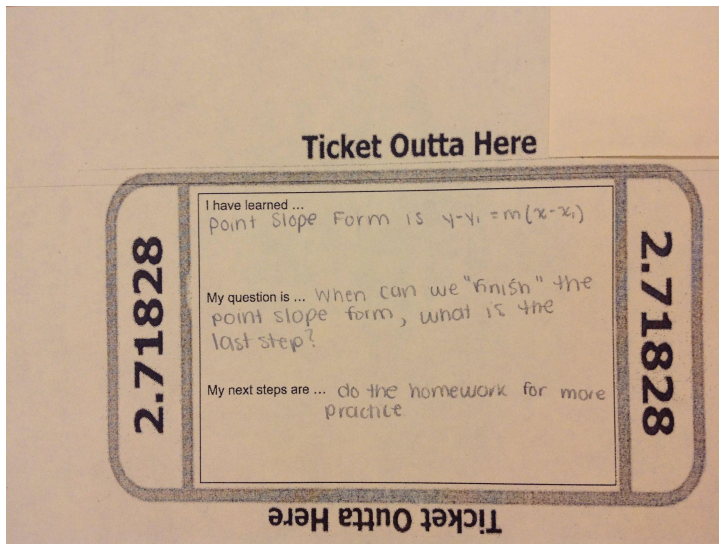 Ticket Outta Here
2.71828
I have learned ...
point slope form is y-y₁ = m(x-x₁)
My question is ... when can we "finish" the
point slope form, what is the
last step?
My next steps are ... do the homework for more
practice
2.71828
Ticket Outta Here